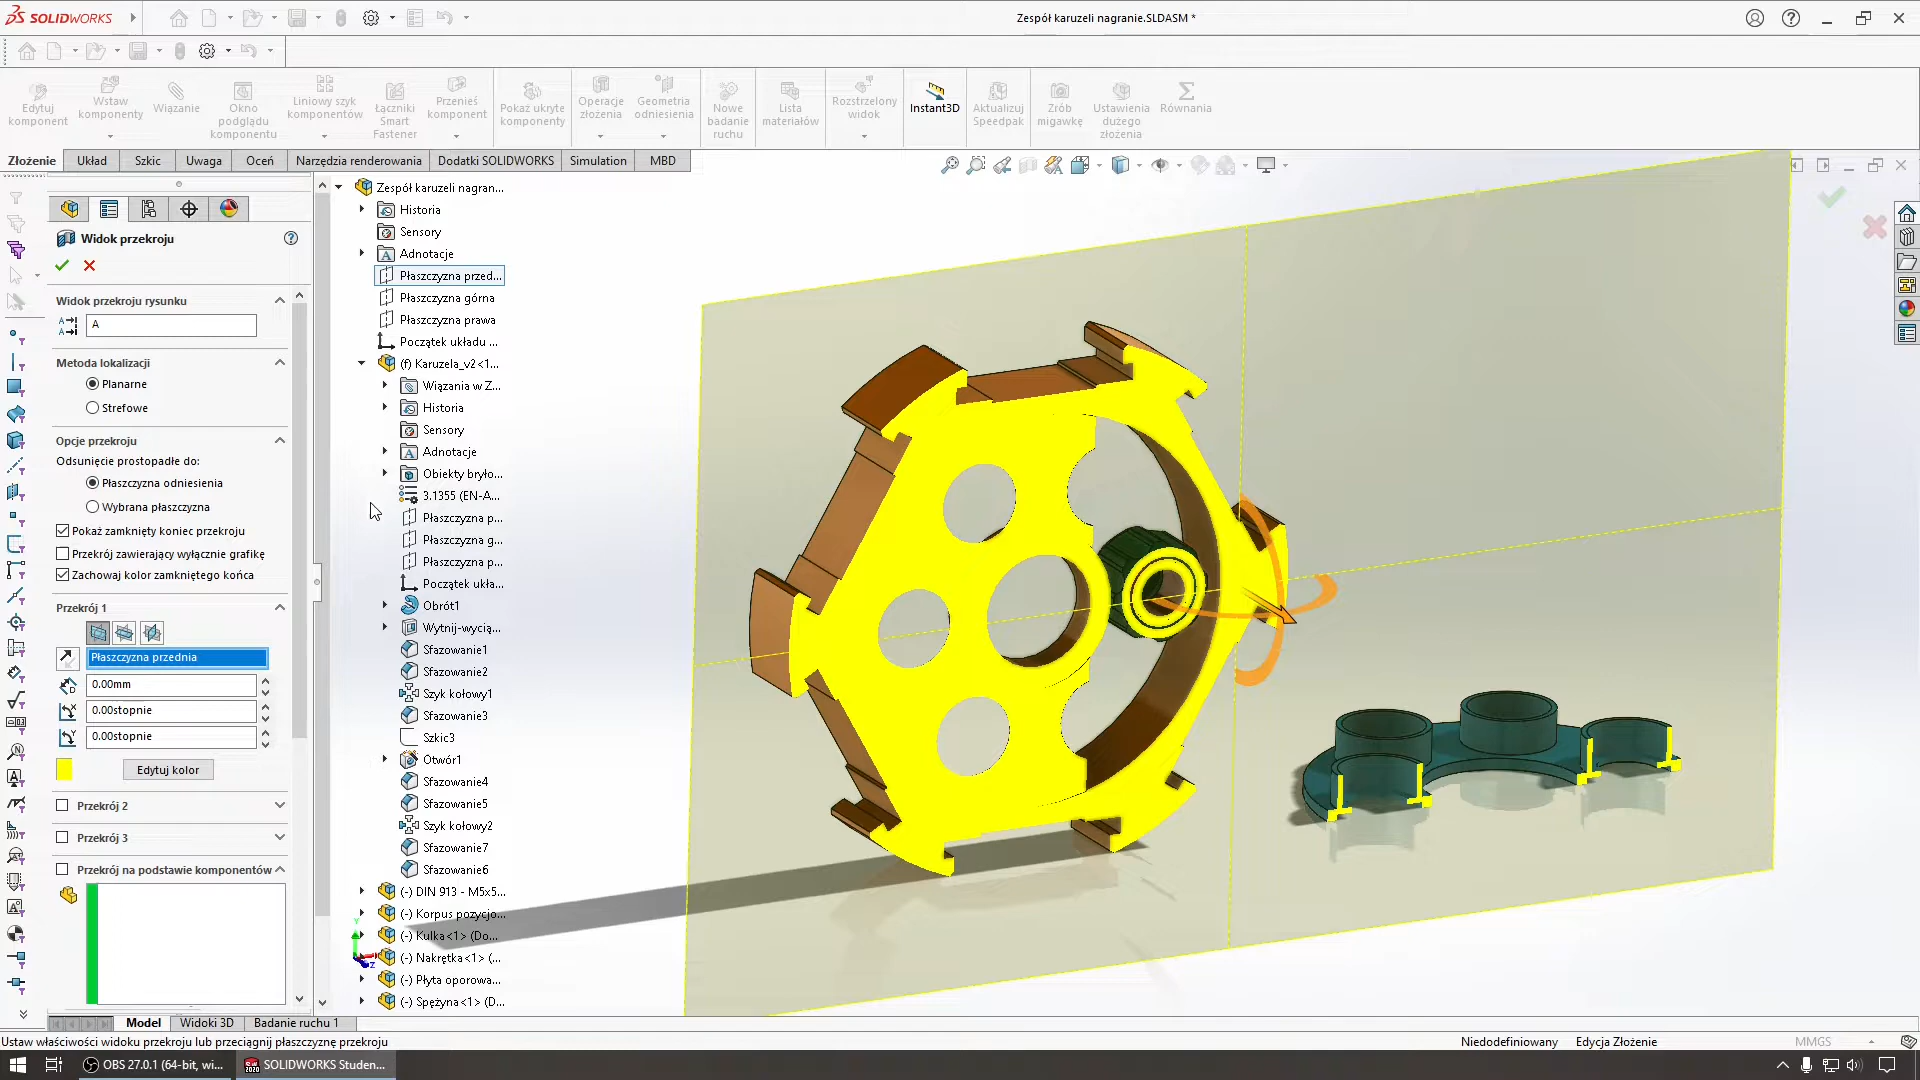 SOLIDWORKS
Zespół karuzeli nagranie.SLDASM *
Edytuj komponent
Wstaw komponenty
Wiązanie
Okno podglądu komponentu
Liniowy szyk komponentów
Łączniki Smart Fastener
Przenieś komponent
Pokaż ukryte komponenty
Operacje złożenia
Geometria odniesienia
Nowe badanie ruchu
Lista materiałów
Rozstrzelony widok
Instant3D
Aktualizuj Speedpak
Zrób migawkę
Ustawienia dużego złożenia
Równania
Złożenie
Układ
Szkic
Uwaga
Oceń
Narzędzia renderowania
Dodatki SOLIDWORKS
Simulation
MBD
Widok przekroju
Widok przekroju rysunku
A
Metoda lokalizacji
Planarne
Strefowe
Opcje przekroju
Odsunięcie prostopadłe do:
Płaszczyzna odniesienia
Wybrana płaszczyzna
Pokaż zamknięty koniec przekroju
Przekrój zawierający wyłącznie grafikę
Zachowaj kolor zamkniętego końca
Przekrój 1
Płaszczyzna przednia
0.00mm
0.00stopnie
0.00stopnie
Edytuj kolor
Przekrój 2
Przekrój 3
Przekrój na podstawie komponentów
Zespół karuzeli nagran...
Historia
Sensory
Adnotacje
Płaszczyzna przed...
Płaszczyzna górna
Płaszczyzna prawa
Początek układu ...
(f) Karuzela_v2<1...
Wiązania w Z...
Historia
Sensory
Adnotacje
Obiekty bryło...
3.1355 (EN-A...
Płaszczyzna p...
Płaszczyzna g...
Płaszczyzna p...
Początek ukła...
Obrót1
Wytnij-wycią...
Sfazowanie1
Sfazowanie2
Szyk kołowy1
Sfazowanie3
Szkic3
Otwór1
Sfazowanie4
Sfazowanie5
Szyk kołowy2
Sfazowanie7
Sfazowanie6
(-) DIN 913 - M5x5...
(-) Korpus pozycjo...
(-) Kulka<1> (Do...
(-) Nakrętka<1> (...
(-) Płyta oporowa...
(-) Spężyna<1> (D...
Model
Widoki 3D
Badanie ruchu 1
Ustaw właściwości widoku przekroju lub przeciągnij płaszczyznę przekroju
Niedodefiniowany
Edycja Złożenie
MMGS
OBS 27.0.1 (64-bit, wi...
SOLIDWORKS Studen...